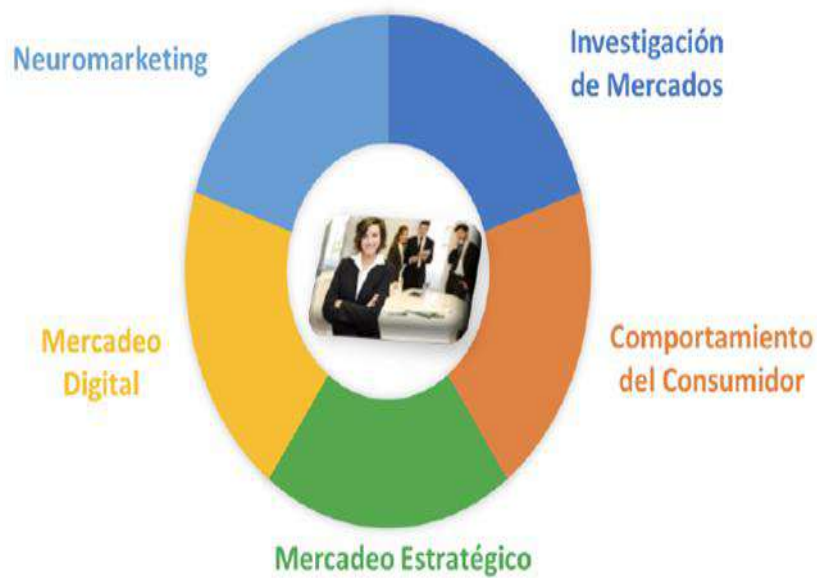 Neuromarketing
Investigación
de Mercados
Mercadeo
Digital
Comportamiento
del Consumidor
Mercadeo Estratégico